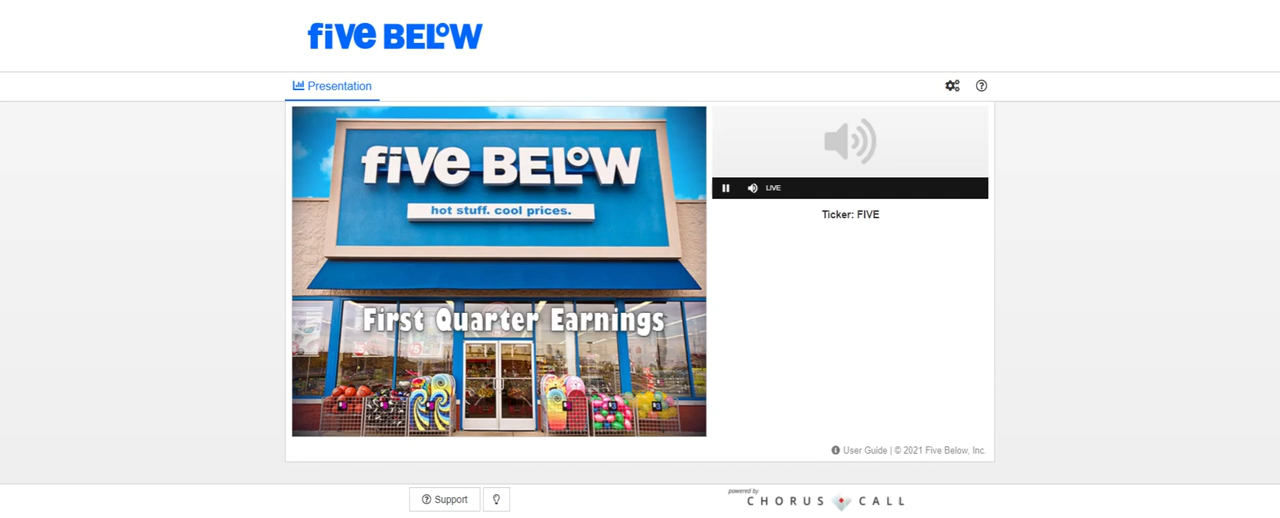 five BELOW
Presentation
five BELOW
hot stuff. cool prices.
First Quarter Earnings
LIVE
Ticker: FIVE
User Guide | © 2021 Five Below, Inc.
Support
powered by
CHORUS CALL